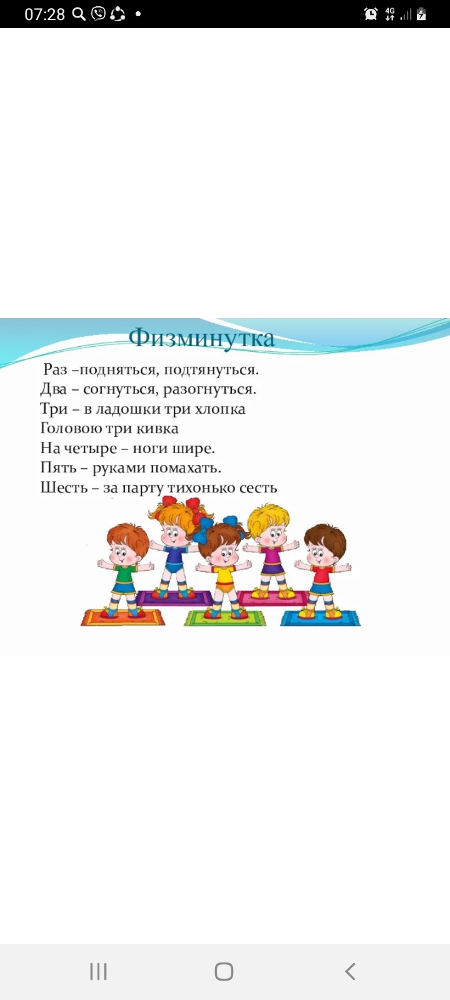 07:28
4G
Физминутка
Раз –подняться, подтянуться.
Два – согнуться, разогнуться.
Три – в ладошки три хлопка
Головою три кивка
На четыре – ноги шире.
Пять – руками помахать.
Шесть – за парту тихонько сесть